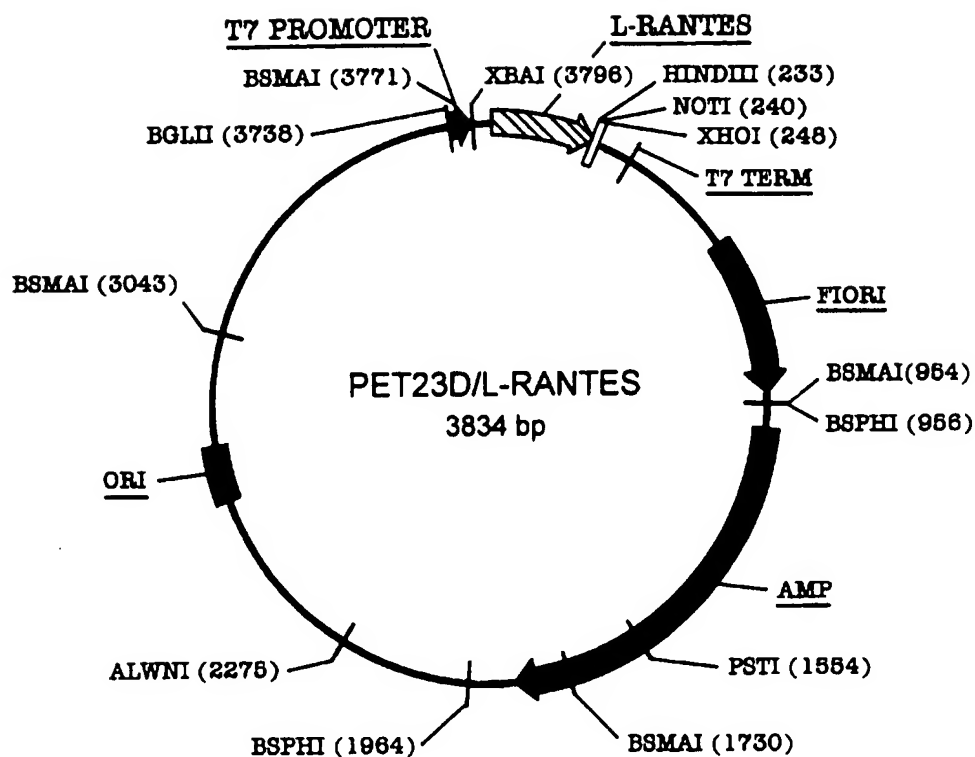 T7 PROMOTER
L-RANTES
BSMAI (3771)
XBAI (3796)
HINDIII (233)
NOTI (240)
BGLII (3738)
XHOI (248)
T7 TERM
BSMAI (3043)
FIORI
PET23D/L-RANTES
3834 bp
BSMAI(954)
BSPHI (956)
ORI
AMP
ALWNI (2275)
PSTI (1554)
BSPHI (1964)
BSMAI (1730)